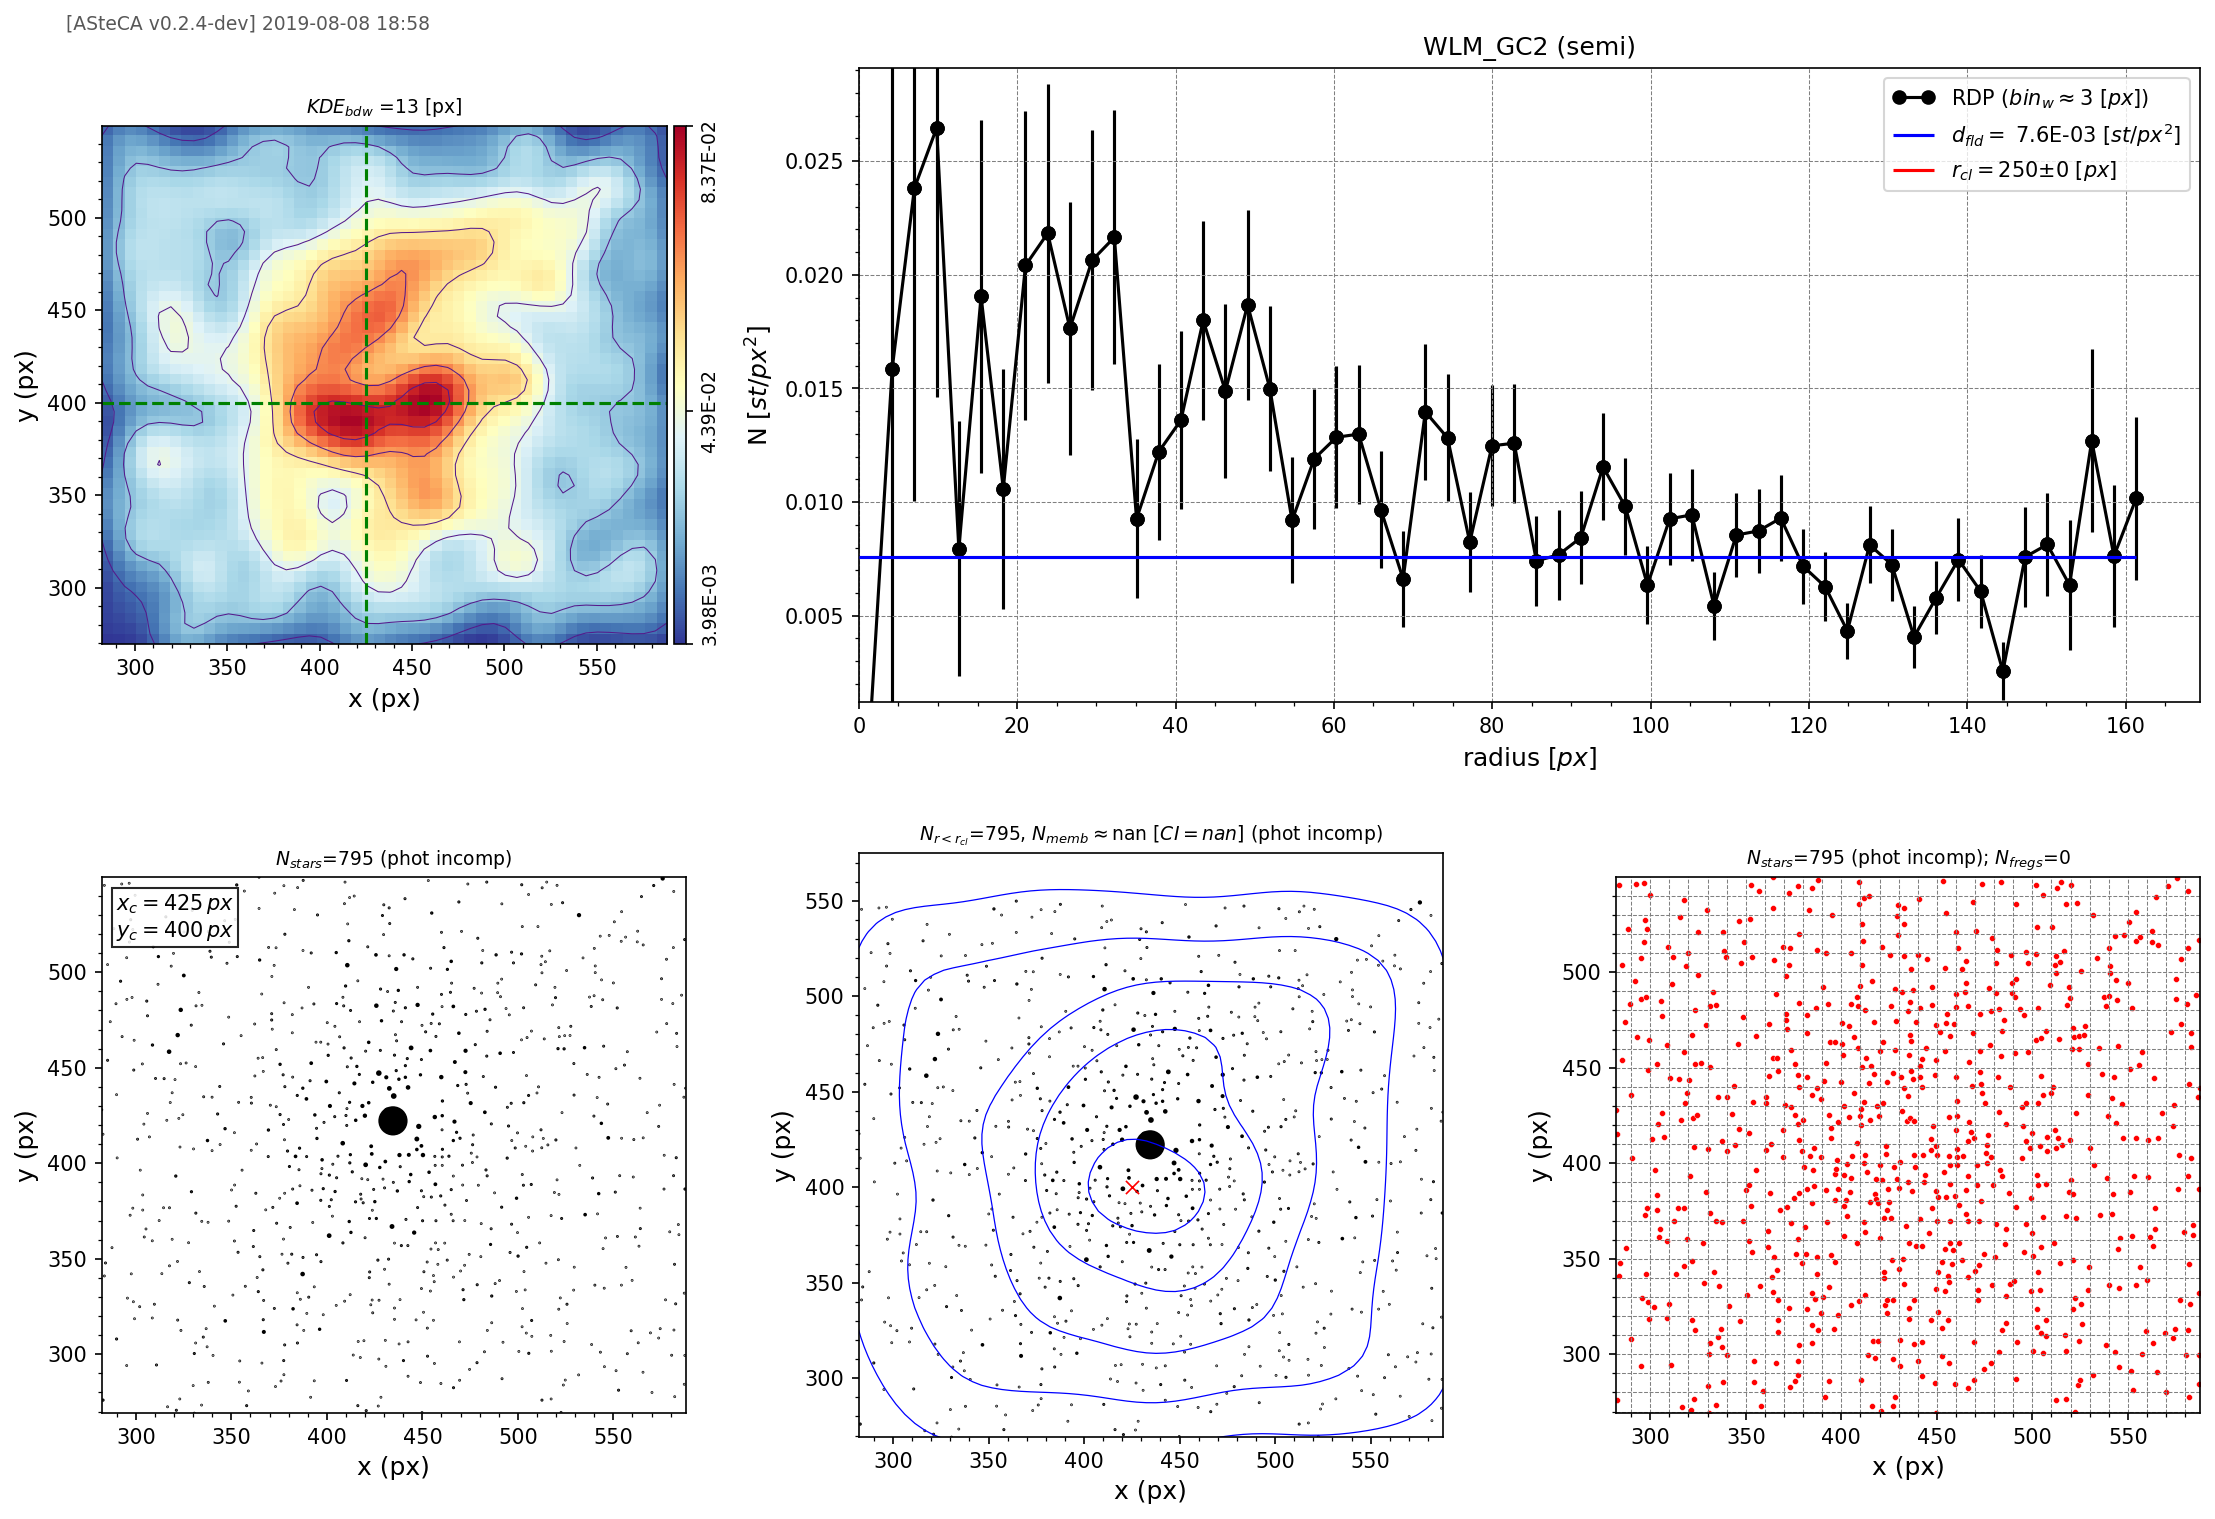 [ASteCA v0.2.4-dev] 2019-08-08 18:58
KDE_bdw =13 [px]
500
450
400
350
300
y (px)
300 350 400 450 500 550
x (px)
8.37E-02
4.39E-02
3.98E-03
WLM_GC2 (semi)
RDP (bin_w≈3 [px])
d_fld= 7.6E-03 [st/px²]
r_cl=250±0 [px]
0.025
0.020
0.015
0.010
0.005
N [st/px²]
0 20 40 60 80 100 120 140 160
radius [px]
N_stars=795 (phot incomp)
x_c=425 px
y_c=400 px
500
450
400
350
300
y (px)
300 350 400 450 500 550
x (px)
N_r<r_cl=795, N_memb≈nan [CI=nan] (phot incomp)
550
500
450
400
350
300
y (px)
300 350 400 450 500 550
x (px)
N_stars=795 (phot incomp); N_fregs=0
500
450
400
350
300
y (px)
300 350 400 450 500 550
x (px)